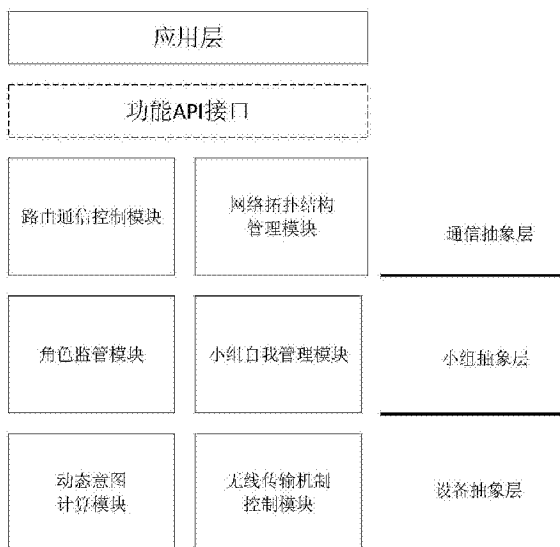 应用层
功能API接口
路由通信控制模块
网络拓扑结构
管理模块
通信抽象层
角色监管模块
小组自我管理模块
小组抽象层
动态意图
计算模块
无线传输机制
控制模块
设备抽象层